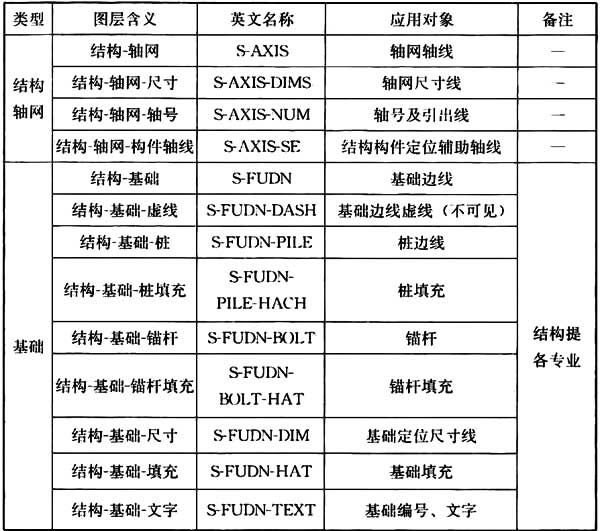 类型 图层含义 英文名称 应用对象 备注
结构轴网 结构-轴网 S-AXIS 轴网轴线 —
结构-轴网-尺寸 S-AXIS-DIMS 轴网尺寸线 —
结构-轴网-轴号 S-AXIS-NUM 轴号及引出线 —
结构-轴网-构件轴线 S-AXIS-SE 结构构件定位辅助轴线 —
基础 结构-基础 S-FUDN 基础边线 结构提各专业
结构-基础-虚线 S-FUDN-DASH 基础边线虚线（不可见）
结构-基础-桩 S-FUDN-PILE 桩边线
结构-基础-桩填充 S-FUDN-PILE-HACH 桩填充
结构-基础-锚杆 S-FUDN-BOLT 锚杆
结构-基础-锚杆填充 S-FUDN-BOLT-HAT 锚杆填充
结构-基础-尺寸 S-FUDN-DIM 基础定位尺寸线
结构-基础-填充 S-FUDN-HAT 基础填充
结构-基础-文字 S-FUDN-TEXT 基础编号、文字